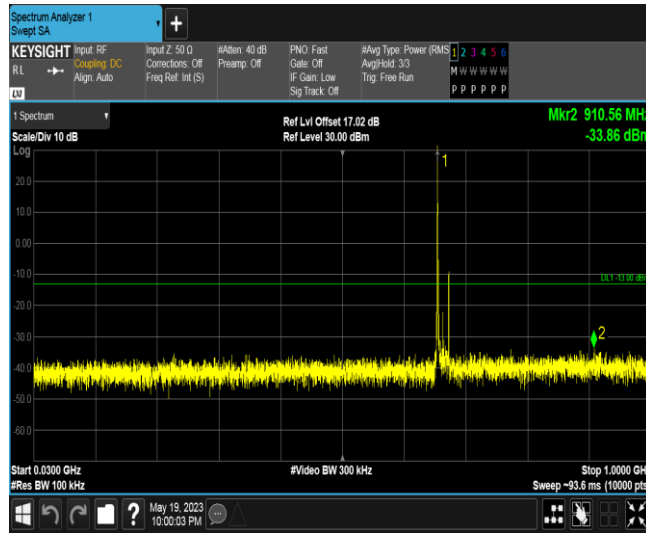 Spectrum Analyzer 1
Swept SA
+
KEYSIGHT Input: RF Input Z: 50 Ω #Atten: 40 dB PNO: Fast #Avg Type: Power (RMS 1 2 3 4 5 6
RL Coupling: DC Corrections: Off Preamp: Off Gate: Off Avg|Hold: 3/3 M W W W W W
Align: Auto Freq Ref: Int (S) IF Gain: Low Trig: Free Run
LXI Sig Track: Off P P P P P P
1 Spectrum Ref Lvl Offset 17.02 dB Mkr2 910.56 MHz
Scale/Div 10 dB Ref Level 30.00 dBm -33.86 dBm
Log
1
20.0
10.0
0.00
-10.0
DL1 -13.00 dBm
-20.0
-30.0
2
-40.0
-50.0
-60.0
Start 0.0300 GHz #Video BW 300 kHz Stop 1.0000 GH
#Res BW 100 kHz Sweep ~93.6 ms (10000 pts
? May 19, 2023
10:00:03 PM